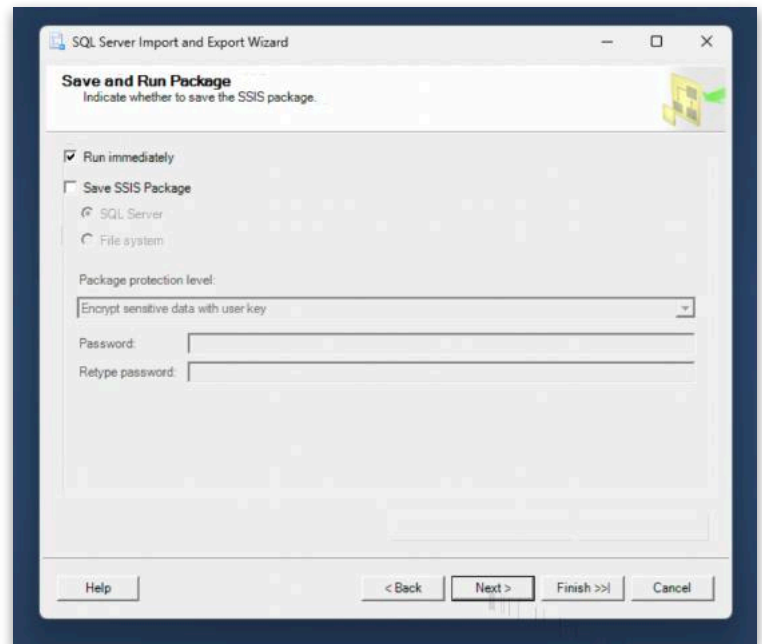 SQL Server Import and Export Wizard
Save and Run Package
Indicate whether to save the SSIS package.
Run immediately
Save SSIS Package
SQL Server
File system
Package protection level:
Encrypt sensitive data with user key
Password:
Retype password:
Help
< Back
Next >
Finish >>|
Cancel